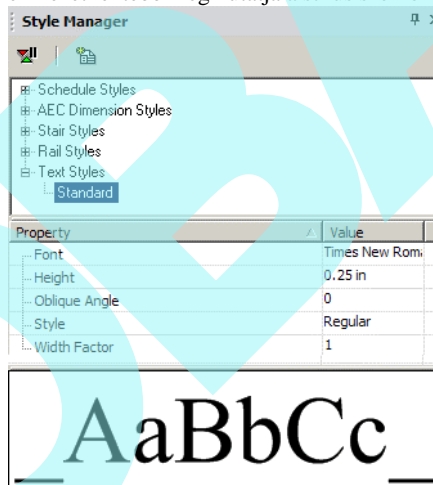 Style Manager
Schedule Styles
AEC Dimension Styles
Stair Styles
Rail Styles
Text Styles
Standard
Property Value
Font Times New Roma
Height 0.25 in
Oblique Angle 0
Style Regular
Width Factor 1
AaBbCc